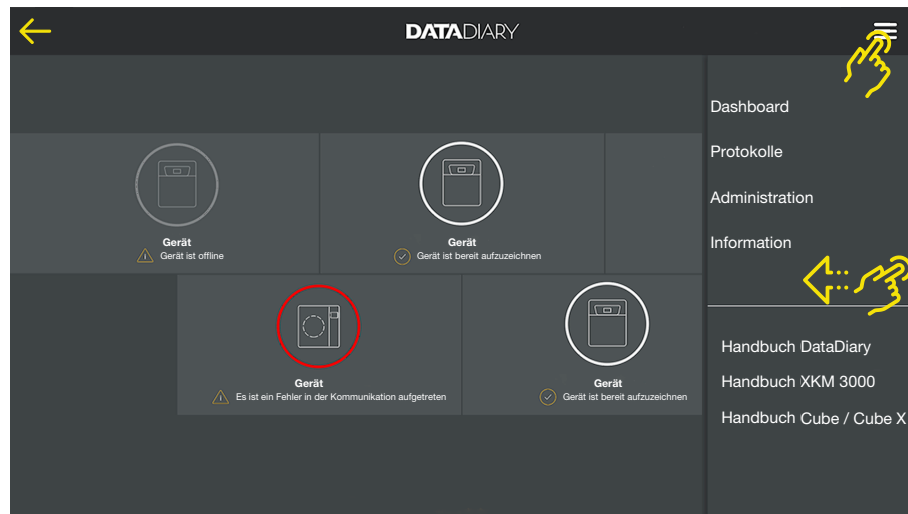 DATADIARY
Gerät
Gerät ist offline
Gerät
Gerät ist bereit aufzuzeichnen
Gerät
Es ist ein Fehler in der Kommunikation aufgetreten
Gerät
Gerät ist bereit aufzuzeichnen
Dashboard
Protokolle
Administration
Information
Handbuch DataDiary
Handbuch XKM 3000
Handbuch Cube / Cube X